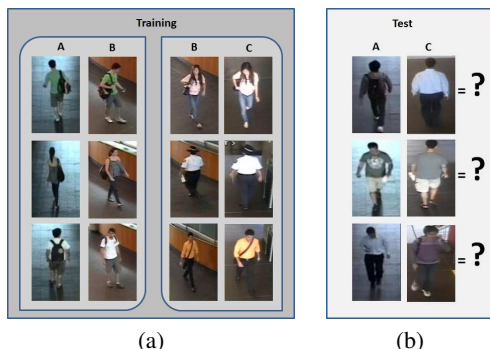 Training
A B B C
Test
A C
= ?
= ?
= ?
(a)
(b)